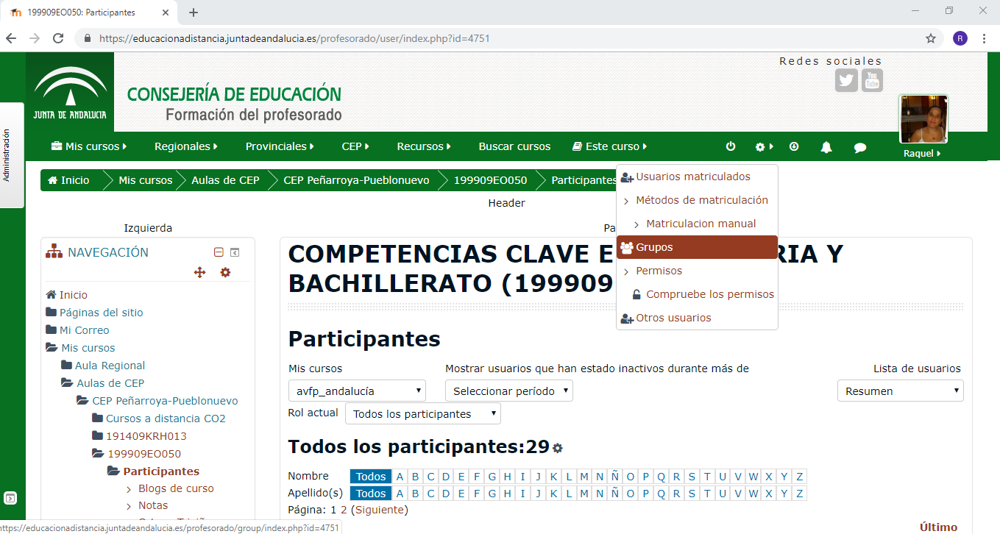 199909EO050: Participantes
https://educacionadistancia.juntadeandalucia.es/profesorado/user/index.php?id=4751
R
Administración
JUNTA DE ANDALUCIA
CONSEJERÍA DE EDUCACIÓN
Formación del profesorado
Redes sociales
You Tube
Mis cursos Regionales Provinciales CEP Recursos Buscar cursos Este curso
Raquel
Inicio Mis cursos Aulas de CEP CEP Peñarroya-Pueblonuevo 199909EO050 Participantes
Usuarios matriculados
Métodos de matriculación
Matriculacion manual
Grupos
Permisos
Compruebe los permisos
Otros usuarios
Header
Izquierda
Pa
NAVEGACIÓN
Inicio
Páginas del sitio
Mi Correo
Mis cursos
Aula Regional
Aulas de CEP
CEP Peñarroya-Pueblonuevo
Cursos a distancia CO2
191409KRH013
199909EO050
Participantes
Blogs de curso
Notas
COMPETENCIAS CLAVE E RIA Y
BACHILLERATO (199909
Participantes
Mis cursos Mostrar usuarios que han estado inactivos durante más de Lista de usuarios
avfp_andalucía Seleccionar período Resumen
Rol actual Todos los participantes
Todos los participantes:29
Nombre Todos A B C D E F G H I J K L M N Ñ O P Q R S T U V W X Y Z
Apellido(s) Todos A B C D E F G H I J K L M N Ñ O P Q R S T U V W X Y Z
Página: 1 2 (Siguiente)
Último
https://educacionadistancia.juntadeandalucia.es/profesorado/group/index.php?id=4751